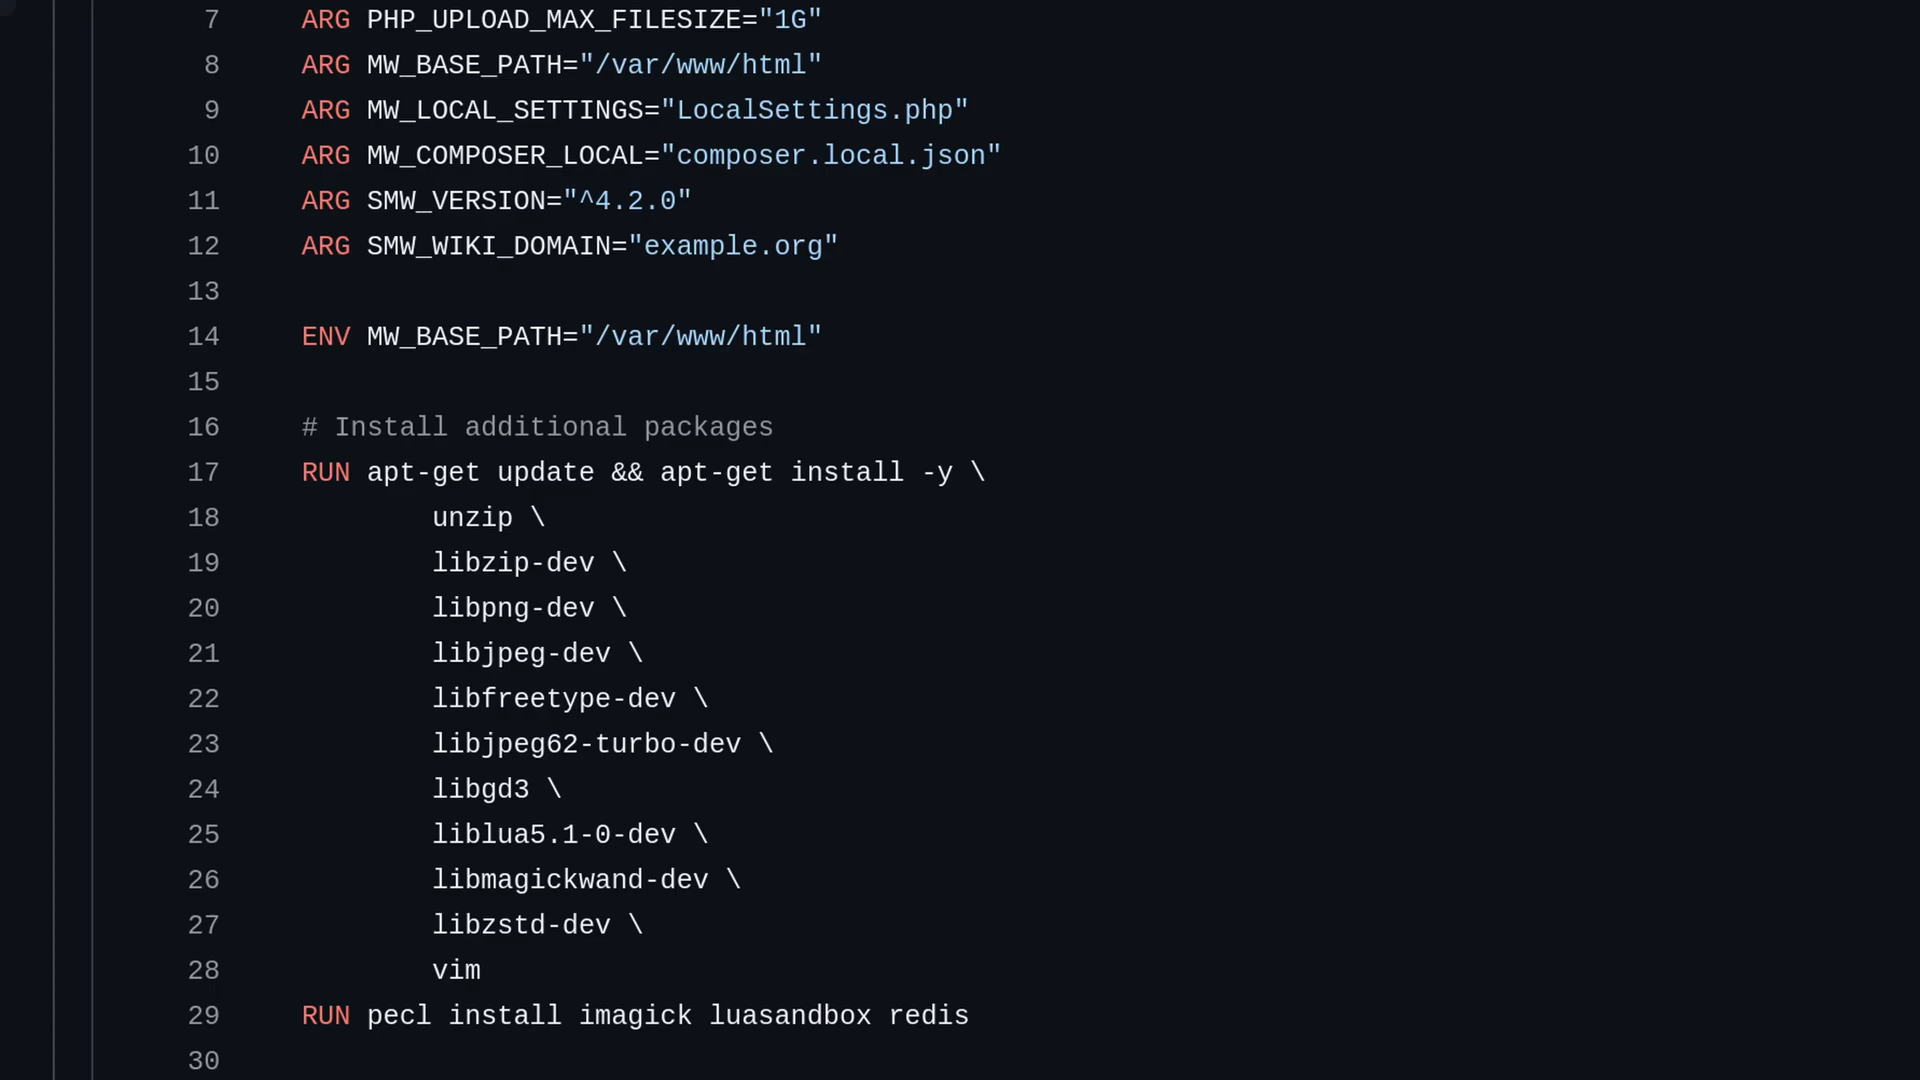 7 ARG PHP_UPLOAD_MAX_FILESIZE="1G"
8 ARG MW_BASE_PATH="/var/www/html"
9 ARG MW_LOCAL_SETTINGS="LocalSettings.php"
10 ARG MW_COMPOSER_LOCAL="composer.local.json"
11 ARG SMW_VERSION="^4.2.0"
12 ARG SMW_WIKI_DOMAIN="example.org"
13
14 ENV MW_BASE_PATH="/var/www/html"
15
16 # Install additional packages
17 RUN apt-get update && apt-get install -y \
18 unzip \
19 libzip-dev \
20 libpng-dev \
21 libjpeg-dev \
22 libfreetype-dev \
23 libjpeg62-turbo-dev \
24 libgd3 \
25 liblua5.1-0-dev \
26 libmagickwand-dev \
27 libzstd-dev \
28 vim
29 RUN pecl install imagick luasandbox redis
30